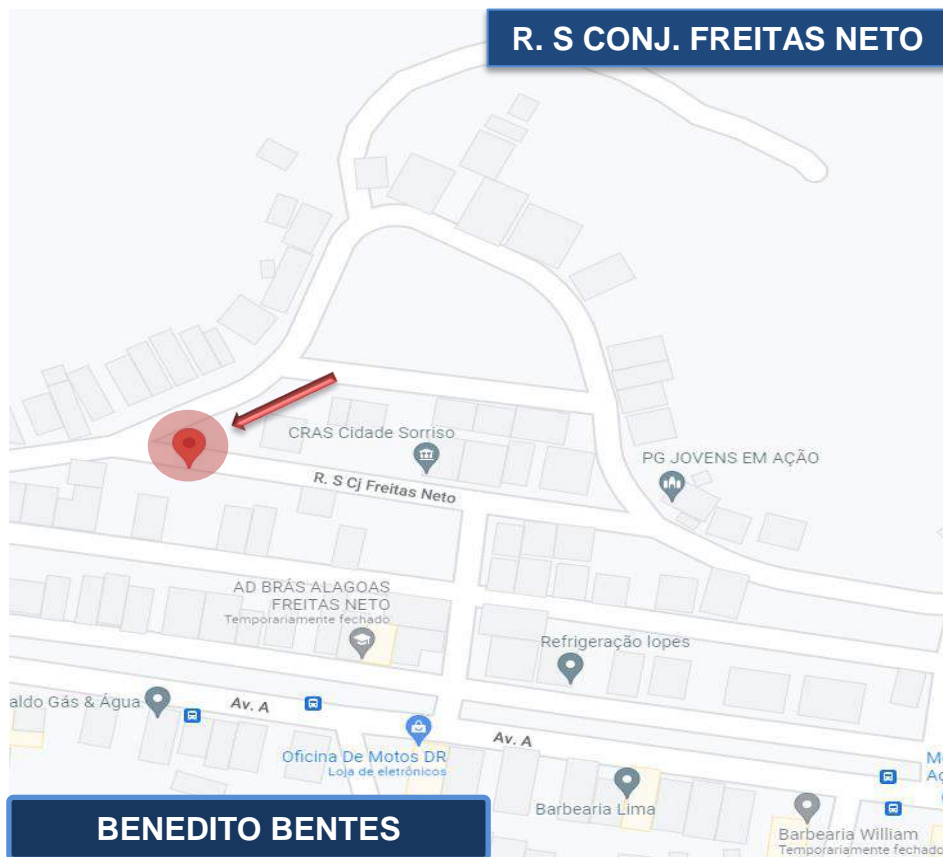 R. S CONJ. FREITAS NETO
CRAS Cidade Sorriso
PG JOVENS EM AÇÃO
R. S Cj Freitas Neto
AD BRÁS ALAGOAS
FREITAS NETO
Temporariamente fechado
Refrigeração lopes
aldo Gás & Água
Av. A
Av. A
Oficina De Motos DR
Loja de eletrônicos
Barbearia Lima
Barbearia William
Temporariamente fechado
BENEDITO BENTES